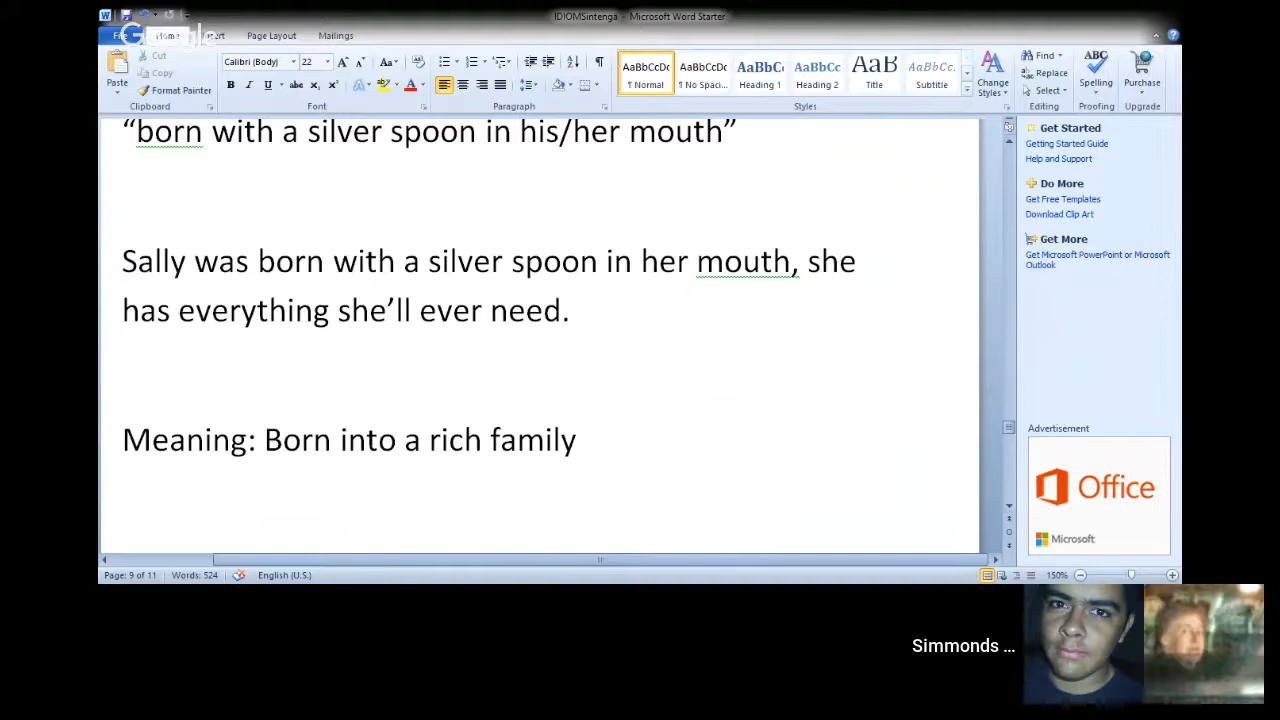 IDIOMSintenga - Microsoft Word Starter
Google
File Home Insert Page Layout Mailings
Paste
Cut
Copy
Format Painter
Clipboard
Calibri (Body) 22
Font
Paragraph
AaBbCcDc AaBbCcDc AaBbC AaBbCc AaB AaBbCc.
¶ Normal ¶ No Spaci... Heading 1 Heading 2 Title Subtitle
Styles
Change
Styles
Find
Replace
Select
Editing
Spelling
Proofing
Purchase
Upgrade
“born with a silver spoon in his/her mouth”
Sally was born with a silver spoon in her mouth, she
has everything she’ll ever need.
Meaning: Born into a rich family
Get Started
Getting Started Guide
Help and Support
Do More
Get Free Templates
Download Clip Art
Get More
Get Microsoft PowerPoint or Microsoft
Outlook
Advertisement
Office
Microsoft
Page: 9 of 11 Words: 524 English (U.S.) 150%
Simmonds ...